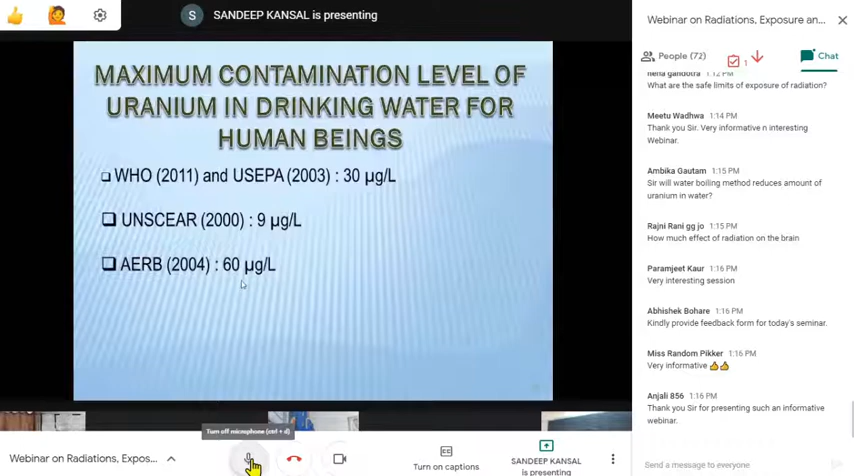 S SANDEEP KANSAL is presenting
MAXIMUM CONTAMINATION LEVEL OF
URANIUM IN DRINKING WATER FOR
HUMAN BEINGS
WHO (2011) and USEPA (2003) : 30 µg/L
UNSCEAR (2000) : 9 µg/L
AERB (2004) : 60 µg/L
Turn off microphone (ctrl + d)
Webinar on Radiations, Expos...
Turn on captions
SANDEEP KANSAL
is presenting
Webinar on Radiations, Exposure an...
People (72)
1
Chat
neha gandotra 1:12 PM
What are the safe limits of exposure of radiation?
Meetu Wadhwa 1:14 PM
Thank you Sir. Very informative n interesting
Webinar.
Ambika Gautam 1:15 PM
Sir will water boiling method reduces amount of
uranium in water?
Rajni Rani gg jo 1:15 PM
How much effect of radiation on the brain
Paramjeet Kaur 1:16 PM
Very interesting session
Abhishek Bohare 1:16 PM
Kindly provide feedback form for today's seminar.
Miss Random Pikker 1:16 PM
Very informative 👍👍
Anjali 856 1:16 PM
Thank you Sir for presenting such an informative
webinar.
Send a message to everyone